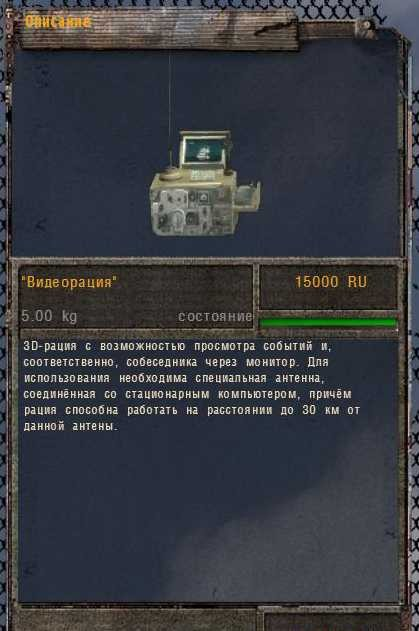 Описание
"Видеорация"
15000 RU
5.00 kg
состояние
3D-рация с возможностью просмотра событий и,
соответственно, собеседника через монитор. Для
использования необходима специальная антенна,
соединённая со стационарным компьютером, причём
рация способна работать на расстоянии до 30 км от
данной антены.